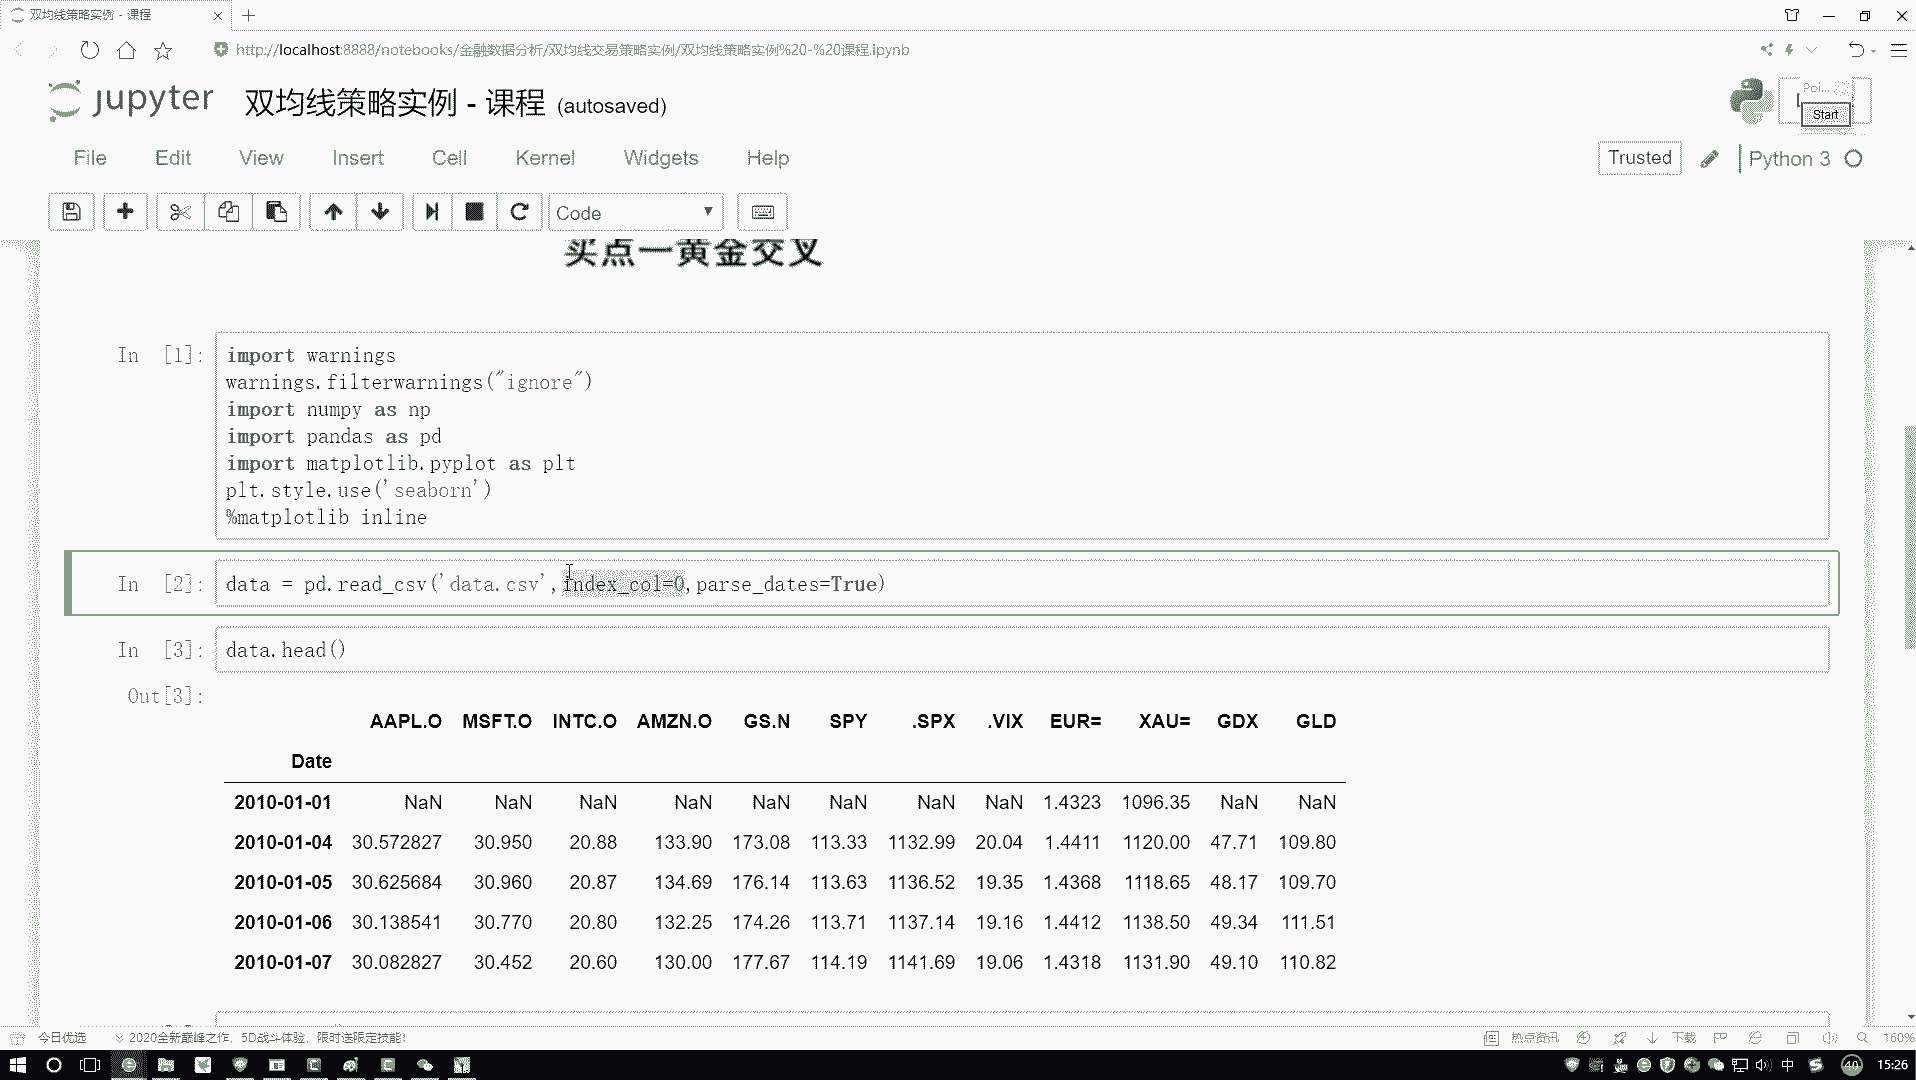 双均线策略实例 - 课程
http://localhost:8888/notebooks/金融数据分析/双均线交易策略实例/双均线策略实例%20-%20课程.ipynb
jupyter 双均线策略实例 - 课程 (autosaved)
Poi...
Start
File Edit View Insert Cell Kernel Widgets Help
Trusted Python 3 O
Code
买点一黄金交叉
In [1]: import warnings
warnings.filterwarnings("ignore")
import numpy as np
import pandas as pd
import matplotlib.pyplot as plt
plt.style.use('seaborn')
%matplotlib inline
In [2]: data = pd.read_csv('data.csv',index_col=0,parse_dates=True)
In [3]: data.head()
Out[3]:
AAPL.O MSFT.O INTC.O AMZN.O GS.N SPY .SPX .VIX EUR= XAU= GDX GLD
Date
2010-01-01 NaN NaN NaN NaN NaN NaN NaN NaN 1.4323 1096.35 NaN NaN
2010-01-04 30.572827 30.950 20.88 133.90 173.08 113.33 1132.99 20.04 1.4411 1120.00 47.71 109.80
2010-01-05 30.625684 30.960 20.87 134.69 176.14 113.63 1136.52 19.35 1.4368 1118.65 48.17 109.70
2010-01-06 30.138541 30.770 20.80 132.25 174.26 113.71 1137.14 19.16 1.4412 1138.50 49.34 111.51
2010-01-07 30.082827 30.452 20.60 130.00 177.67 114.19 1141.69 19.06 1.4318 1131.90 49.10 110.82
今日优选 2020全新巅峰之作，5D战斗体验，限时送限定技能! 热点资讯 下载 160%
中 40 15:26